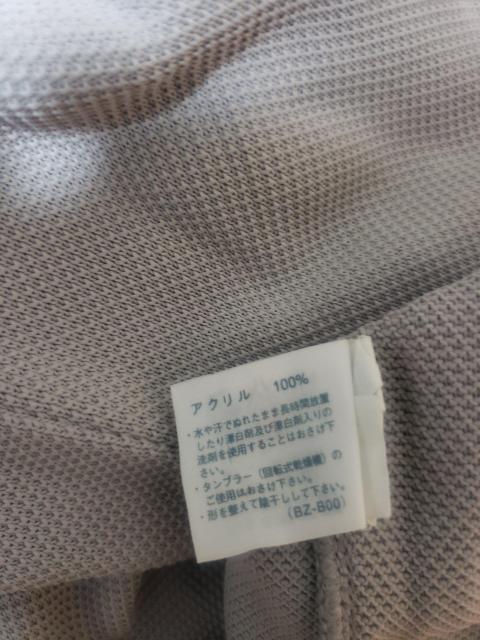 アクリル 100%
・水や汗でぬれたまま長時間放置
したり漂白剤及び漂白剤入りの
洗剤を使用することはおさけ下
さい。
・タンブラー(回転式乾燥機)の
ご使用はおさけ下さい。
・形を整えて陰干しして下さい。
(BZ-B00)